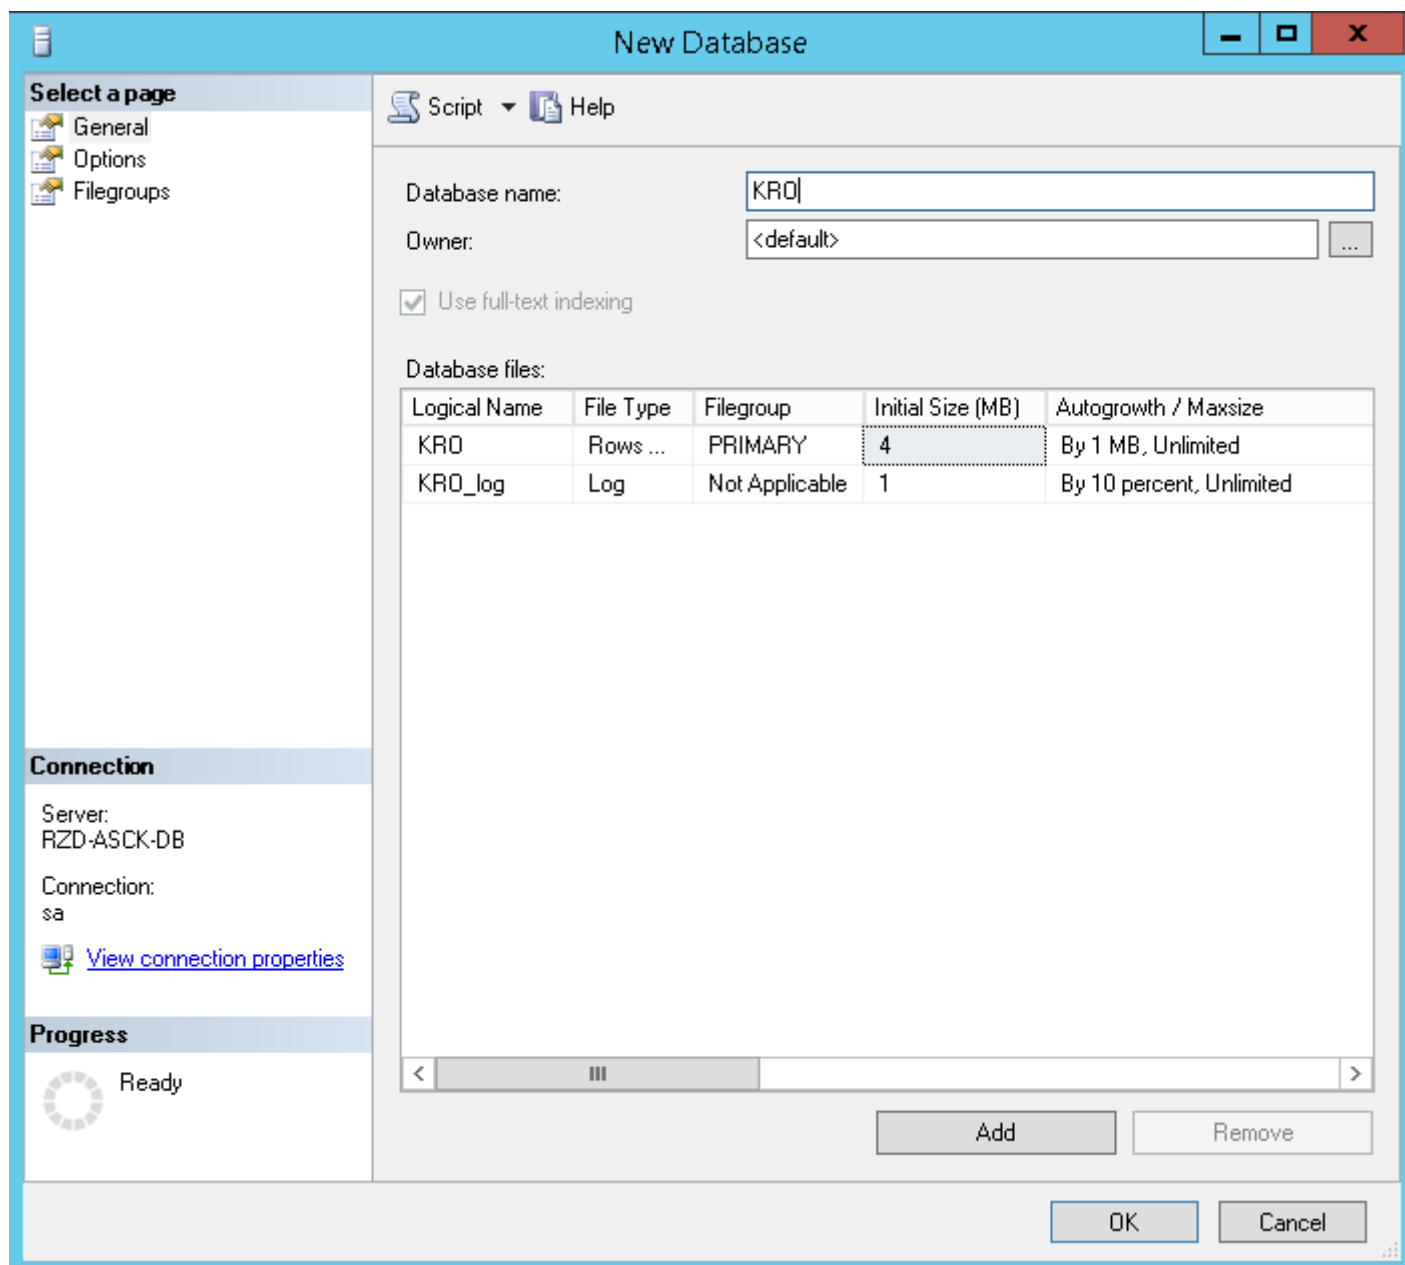 New Database
Select a page
General
Options
Filegroups
Script Help
Database name: KRO
Owner: <default> ...
Use full-text indexing
Database files:
Logical Name File Type Filegroup Initial Size (MB) Autogrowth / Maxsize
KRO Rows ... PRIMARY 4 By 1 MB, Unlimited
KRO_log Log Not Applicable 1 By 10 percent, Unlimited
Connection
Server:
RZD-ASCK-DB
Connection:
sa
View connection properties
Progress
Ready
Add Remove
OK Cancel